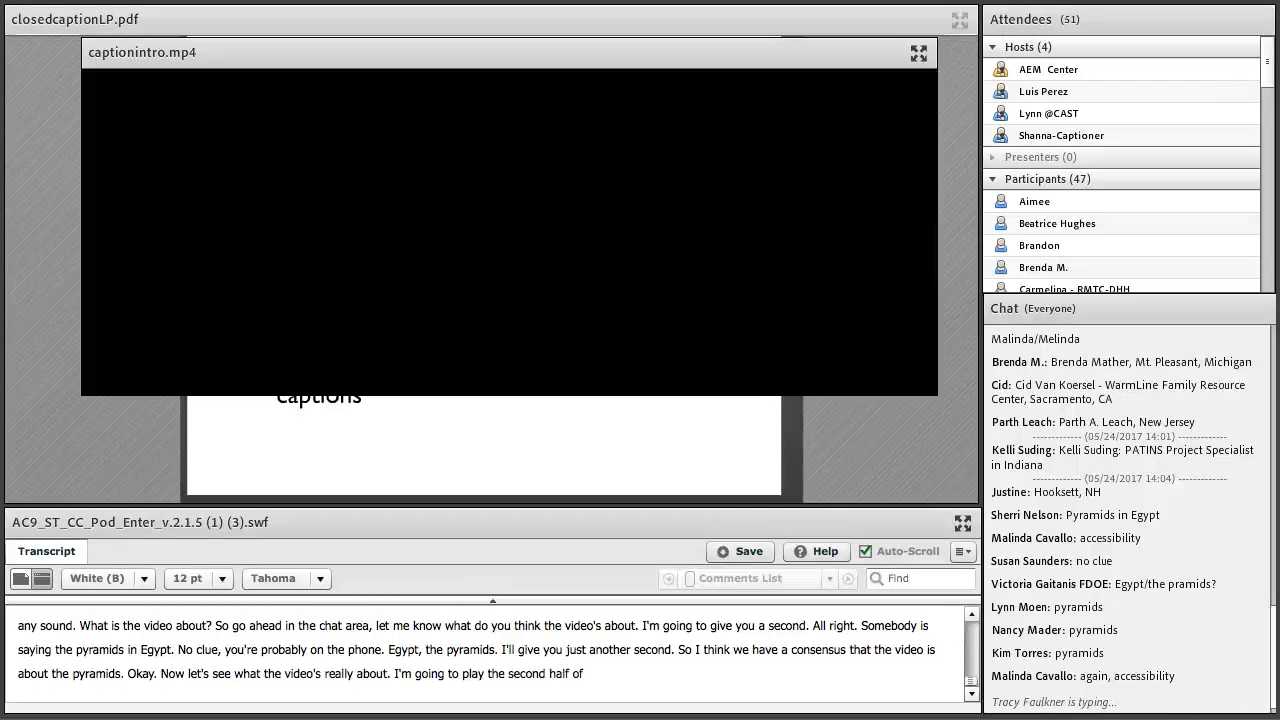 closedcaptionLP.pdf
captionintro.mp4
captions
AC9_ST_CC_Pod_Enter_v.2.1.5 (1) (3).swf
Transcript
Save
Help
Auto-Scroll
White (B)
12 pt
Tahoma
Comments List
Find
any sound. What is the video about? So go ahead in the chat area, let me know what do you think the video's about. I'm going to give you a second. All right. Somebody is
saying the pyramids in Egypt. No clue, you're probably on the phone. Egypt, the pyramids. I'll give you just another second. So I think we have a consensus that the video is
about the pyramids. Okay. Now let's see what the video's really about. I'm going to play the second half of
Attendees (51)
Hosts (4)
AEM Center
Luis Perez
Lynn @CAST
Shanna-Captioner
Presenters (0)
Participants (47)
Aimee
Beatrice Hughes
Brandon
Brenda M.
Carmelina - RMTC-DHH
Chat (Everyone)
Malinda/Melinda
Brenda M.: Brenda Mather, Mt. Pleasant, Michigan
Cid: Cid Van Koersel - WarmLine Family Resource
Center, Sacramento, CA
Parth Leach: Parth A. Leach, New Jersey
------------- (05/24/2017 14:01) -------------
Kelli Suding: Kelli Suding: PATINS Project Specialist
in Indiana
------------- (05/24/2017 14:04) -------------
Justine: Hooksett, NH
Sherri Nelson: Pyramids in Egypt
Malinda Cavallo: accessibility
Susan Saunders: no clue
Victoria Gaitanis FDOE: Egypt/the pramids?
Lynn Moen: pyramids
Nancy Mader: pyramids
Kim Torres: pyramids
Malinda Cavallo: again, accessibility
Tracy Faulkner is typing...